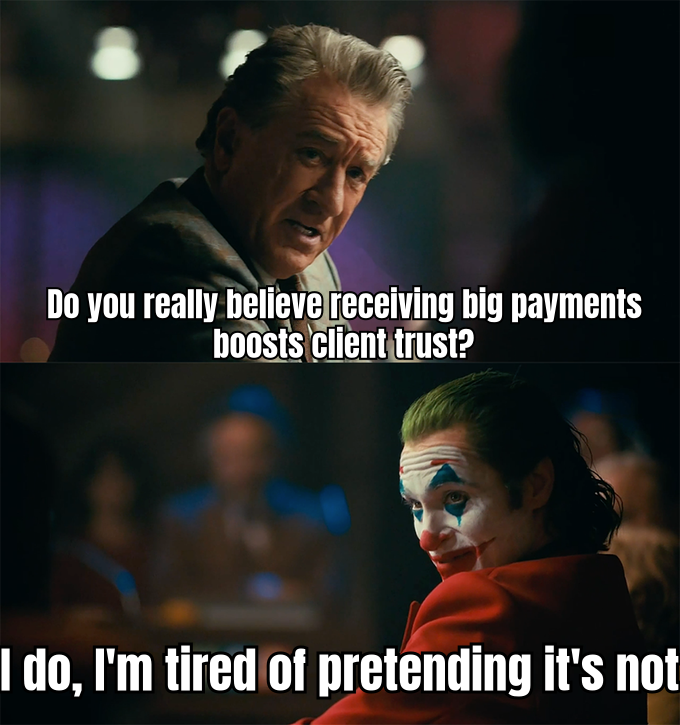 Do you really believe receiving big payments
boosts client trust?
I do, I'm tired of pretending it's not